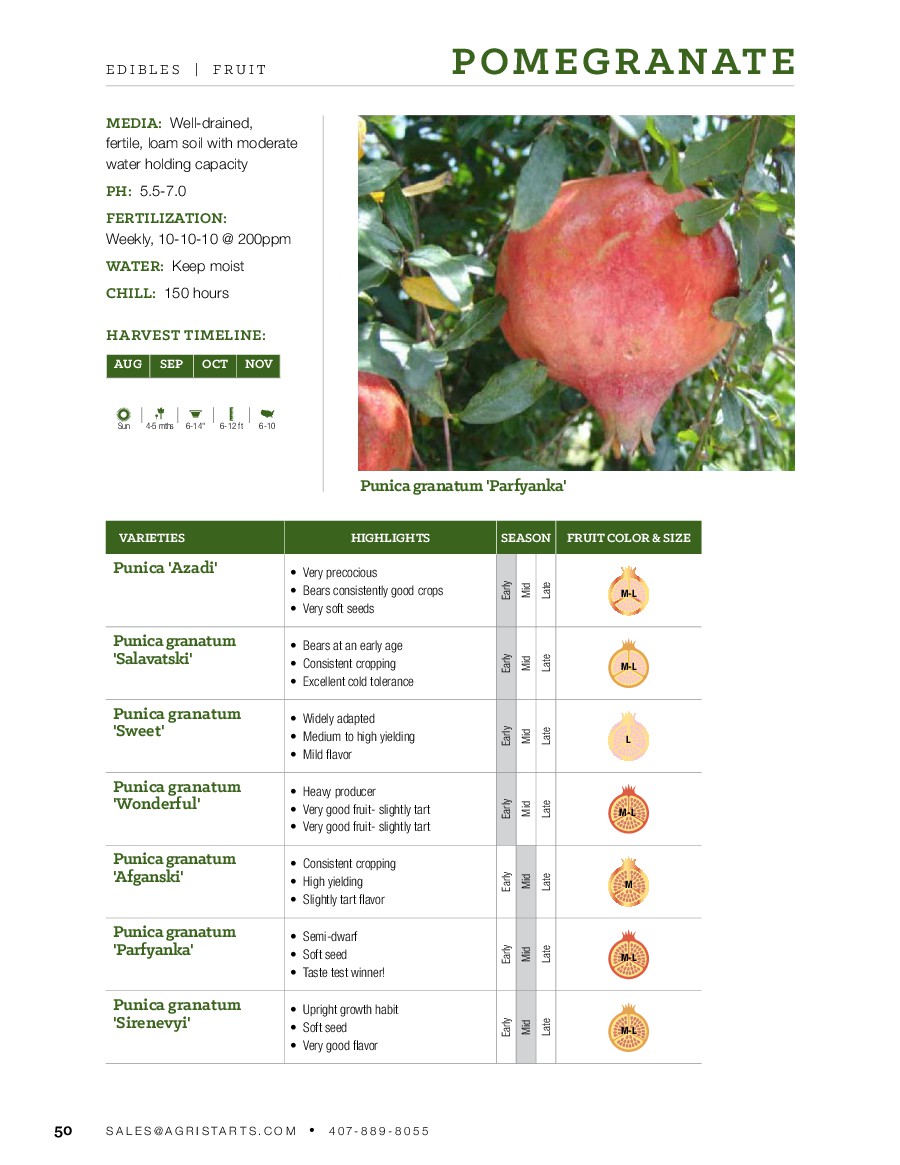 EDIBLES | FRUIT
POMEGRANATE
MEDIA: Well-drained,
fertile, loam soil with moderate
water holding capacity
PH: 5.5-7.0
FERTILIZATION:
Weekly, 10-10-10 @ 200ppm
WATER: Keep moist
CHILL: 150 hours
HARVEST TIMELINE:
AUG SEP OCT NOV
Sun 4-5 mths 6-14" 6-12 ft 6-10
Punica granatum 'Parfyanka'
VARIETIES HIGHLIGHTS SEASON FRUIT COLOR & SIZE
Punica 'Azadi'
• Very precocious
• Bears consistently good crops
• Very soft seeds
Early Mid Late
M-L
Punica granatum
'Salavatski'
• Bears at an early age
• Consistent cropping
• Excellent cold tolerance
Early Mid Late
M-L
Punica granatum
'Sweet'
• Widely adapted
• Medium to high yielding
• Mild flavor
Early Mid Late
L
Punica granatum
'Wonderful'
• Heavy producer
• Very good fruit- slightly tart
• Very good fruit- slightly tart
Early Mid Late
M-L
Punica granatum
'Afganski'
• Consistent cropping
• High yielding
• Slightly tart flavor
Early Mid Late
M
Punica granatum
'Parfyanka'
• Semi-dwarf
• Soft seed
• Taste test winner!
Early Mid Late
M-L
Punica granatum
'Sirenevyi'
• Upright growth habit
• Soft seed
• Very good flavor
Early Mid Late
M-L
50 SALES@AGRISTARTS.COM • 407-889-8055